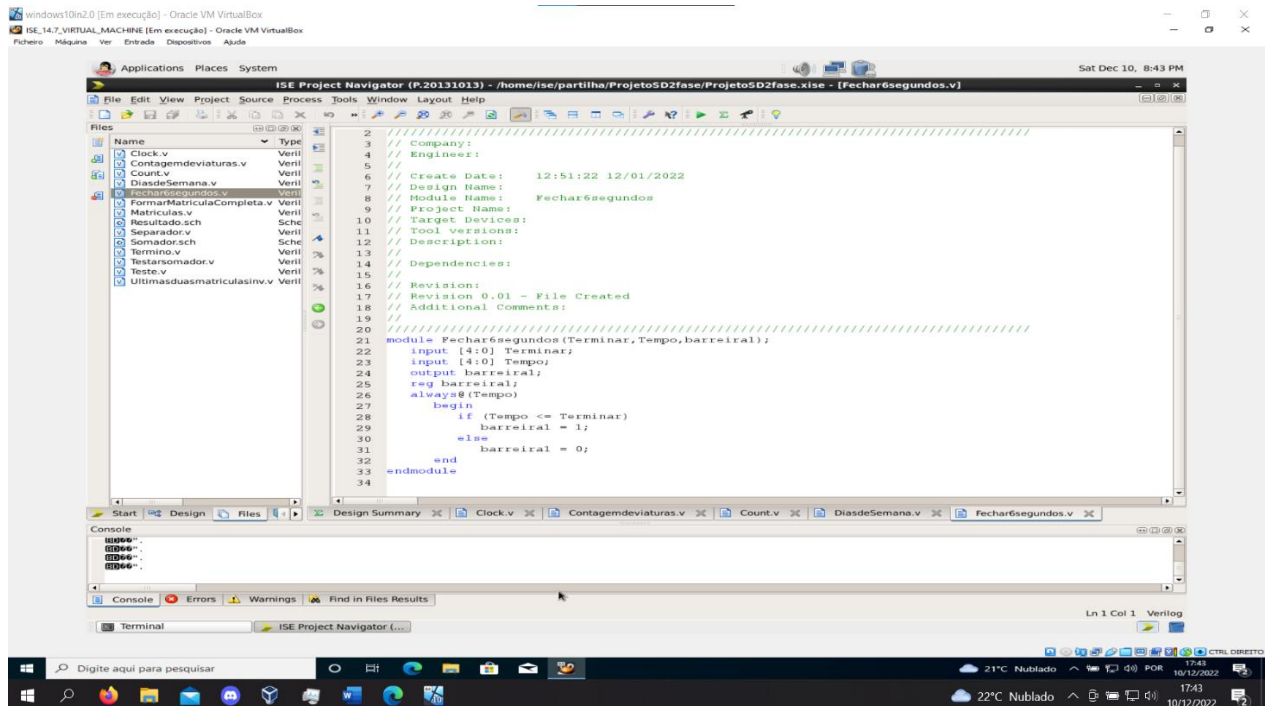 windows10in2.0 [Em execução] - Oracle VM VirtualBox
ISE_14.7_VIRTUAL_MACHINE [Em execução] - Oracle VM VirtualBox
Ficheiro Máquina Ver Entrada Dispositivos Ajuda
Applications Places System
Sat Dec 10, 8:43 PM
ISE Project Navigator (P.20131013) - /home/ise/partilha/ProjetoSD2fase/ProjetoSD2fase.xise - [Fechar6segundos.v]
File Edit View Project Source Process Tools Window Layout Help
Files
Name Type
Clock.v Veril
Contagemdeviaturas.v Veril
Count.v Veril
DiasdeSemana.v Veril
Fechar6segundos.v Veril
FormarMatriculaCompleta.v Veril
Matriculas.v Veril
Resultado.sch Sche
Separador.v Veril
Somador.sch Sche
Termino.v Veril
Testarsomador.v Veril
Teste.v Veril
Ultimasduasmatriculasinv.v Veril
2 //////////////////////////////////////////////////////////////////////////////////
3 // Company:
4 // Engineer:
5 //
6 // Create Date: 12:51:22 12/01/2022
7 // Design Name:
8 // Module Name: Fechar6segundos
9 // Project Name:
10 // Target Devices:
11 // Tool versions:
12 // Description:
13 //
14 // Dependencies:
15 //
16 // Revision:
17 // Revision 0.01 - File Created
18 // Additional Comments:
19 //
20 //////////////////////////////////////////////////////////////////////////////////
21 module Fechar6segundos(Terminar,Tempo,barreira1);
22 input [4:0] Terminar;
23 input [4:0] Tempo;
24 output barreira1;
25 reg barreira1;
26 always@(Tempo)
27 begin
28 if (Tempo <= Terminar)
29 barreira1 = 1;
30 else
31 barreira1 = 0;
32 end
33 endmodule
34
Start Design Files
Design Summary Clock.v Contagemdeviaturas.v Count.v DiasdeSemana.v Fechar6segundos.v
Console
Console Errors Warnings Find in Files Results
Ln 1 Col 1 Verilog
Terminal ISE Project Navigator (...
CTRL DIREITO
Digite aqui para pesquisar
21°C Nublado POR 17:43
10/12/2022
22°C Nublado 17:43
10/12/2022